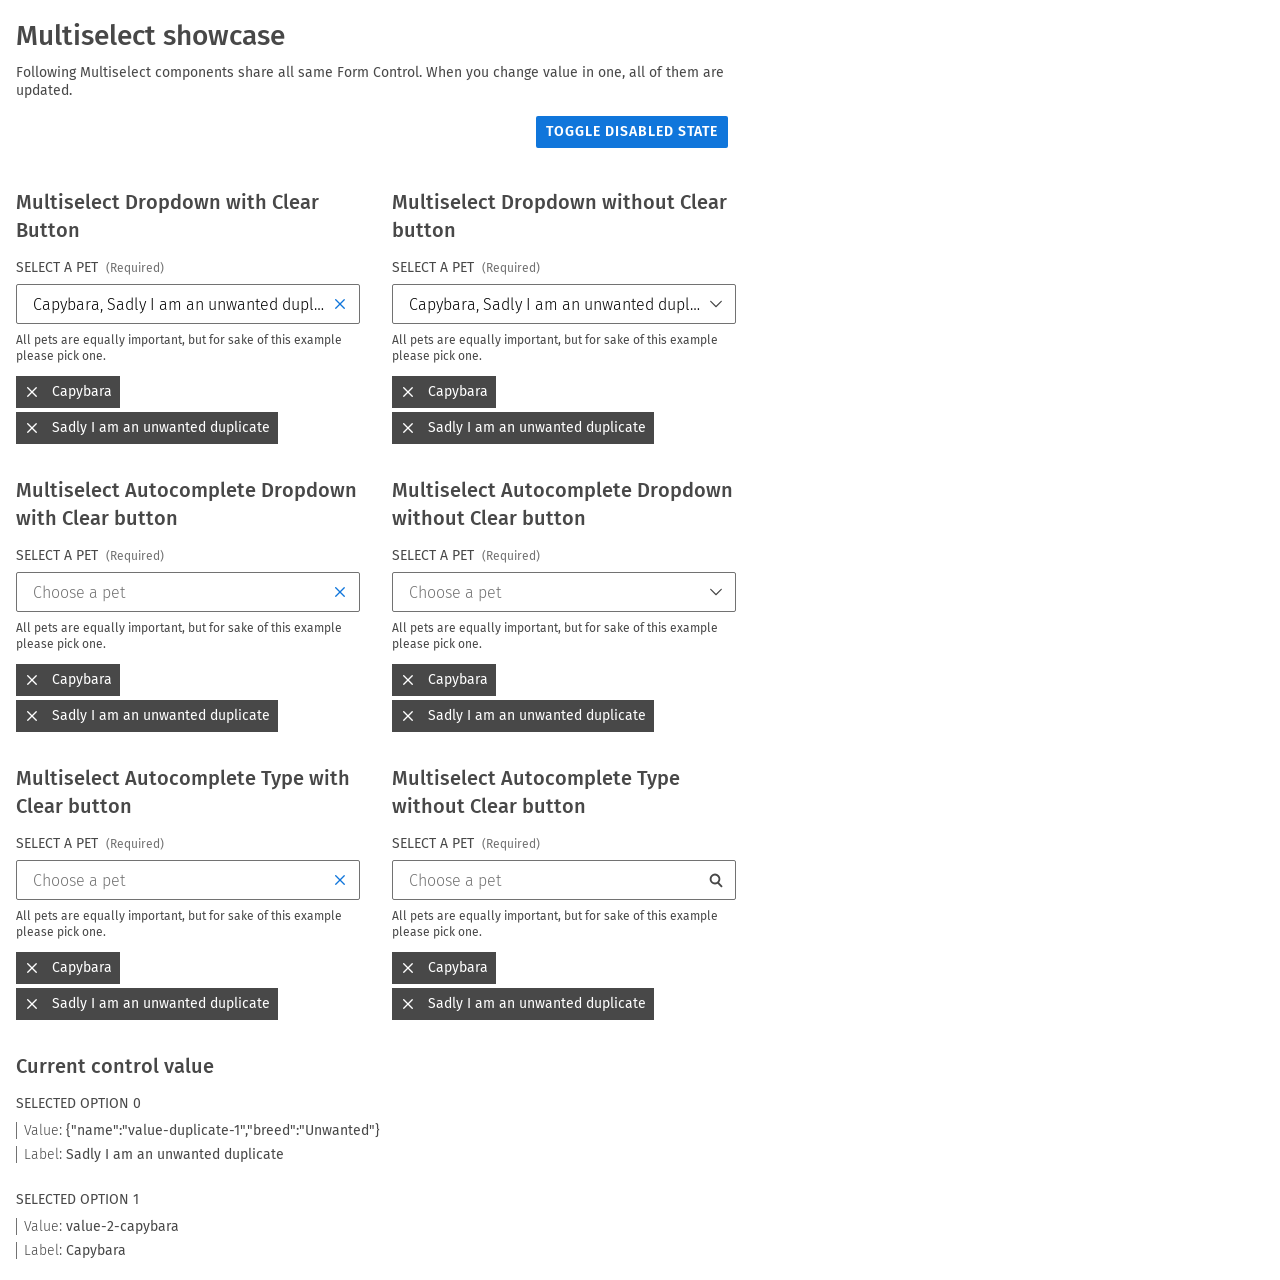 Multiselect showcase
Following Multiselect components share all same Form Control. When you change value in one, all of them are
updated.
TOGGLE DISABLED STATE
Multiselect Dropdown with Clear
Button
SELECT A PET (Required)
Capybara, Sadly I am an unwanted dupl...
All pets are equally important, but for sake of this example
please pick one.
Capybara
Sadly I am an unwanted duplicate
Multiselect Dropdown without Clear
button
SELECT A PET (Required)
Capybara, Sadly I am an unwanted dupl...
All pets are equally important, but for sake of this example
please pick one.
Capybara
Sadly I am an unwanted duplicate
Multiselect Autocomplete Dropdown
with Clear button
SELECT A PET (Required)
Choose a pet
All pets are equally important, but for sake of this example
please pick one.
Capybara
Sadly I am an unwanted duplicate
Multiselect Autocomplete Dropdown
without Clear button
SELECT A PET (Required)
Choose a pet
All pets are equally important, but for sake of this example
please pick one.
Capybara
Sadly I am an unwanted duplicate
Multiselect Autocomplete Type with
Clear button
SELECT A PET (Required)
Choose a pet
All pets are equally important, but for sake of this example
please pick one.
Capybara
Sadly I am an unwanted duplicate
Multiselect Autocomplete Type
without Clear button
SELECT A PET (Required)
Choose a pet
All pets are equally important, but for sake of this example
please pick one.
Capybara
Sadly I am an unwanted duplicate
Current control value
SELECTED OPTION 0
Value: {"name":"value-duplicate-1","breed":"Unwanted"}
Label: Sadly I am an unwanted duplicate
SELECTED OPTION 1
Value: value-2-capybara
Label: Capybara